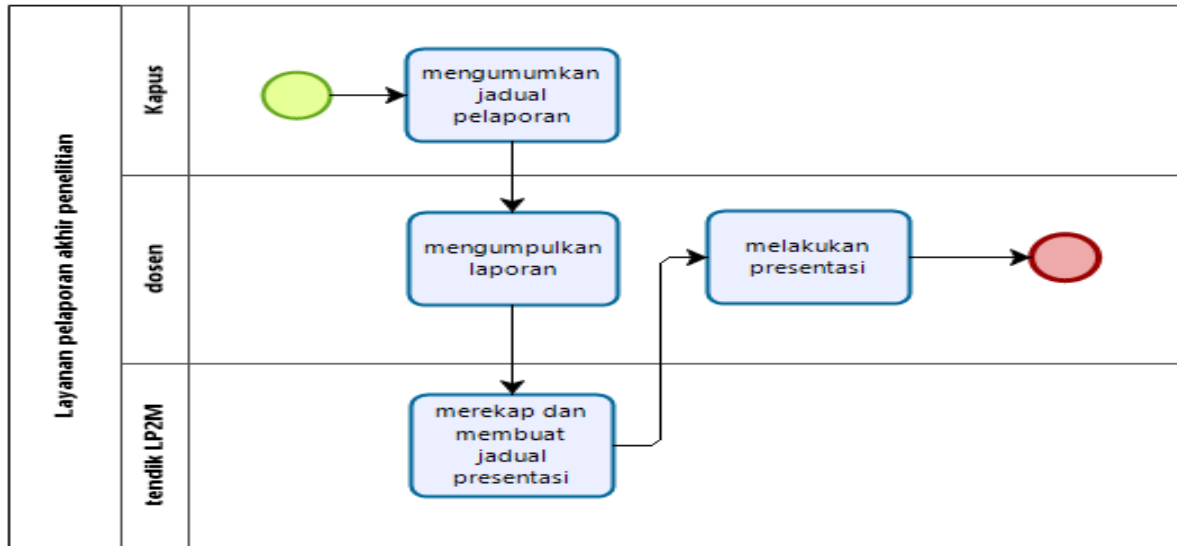 Layanan pelaporan akhir penelitian
Kapus
mengumumkan
jadual
pelaporan
dosen
mengumpulkan
laporan
melakukan
presentasi
tendik LP2M
merekap dan
membuat
jadual
presentasi